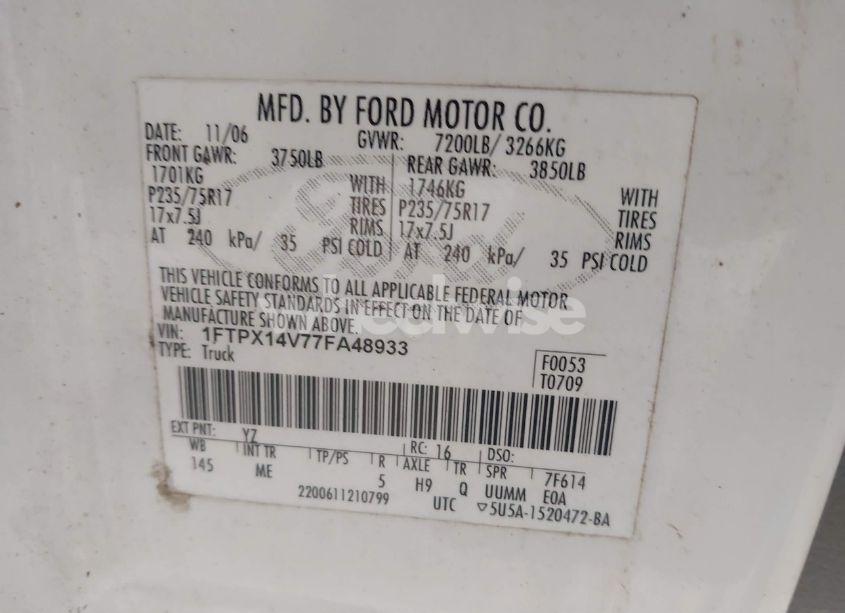 MFD. BY FORD MOTOR CO.
DATE: 11/06 GVWR: 7200LB/ 3266KG
FRONT GAWR: 3750LB REAR GAWR: 3850LB
1701KG WITH 1746KG WITH
P235/75R17 TIRES P235/75R17 TIRES
17x7.5J RIMS 17x7.5J RIMS
AT 240 kPa/ 35 PSI COLD AT 240 kPa/ 35 PSI COLD
THIS VEHICLE CONFORMS TO ALL APPLICABLE FEDERAL MOTOR
VEHICLE SAFETY STANDARDS IN EFFECT ON THE DATE OF
MANUFACTURE SHOWN ABOVE.
VIN: 1FTPX14V77FA48933
TYPE: Truck
F0053
T0709
EXT PNT: YZ RC: 16 DSO:
WB INT TR TP/PS R AXLE TR SPR 7F614
145 ME 5 H9 Q UUMM E0A
2200611210799 UTC ▽5U5A-1520472-BA